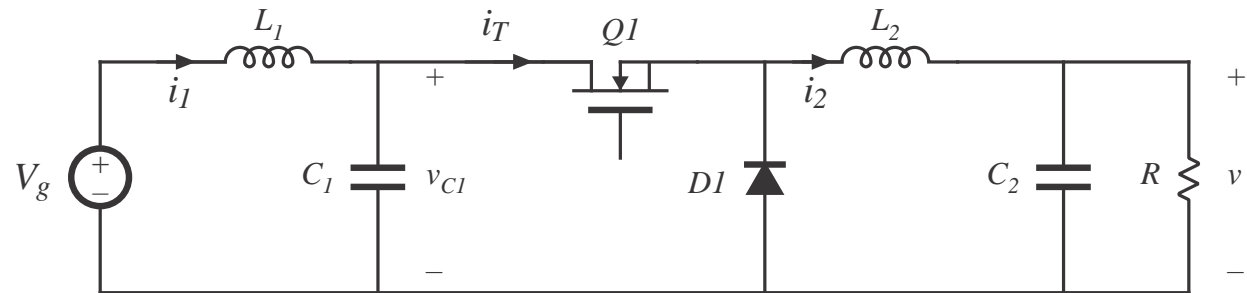 L1 iT Q1 L2
+ +
i1 i2
Vg + − C1 vC1 D1 C2 R v
− −